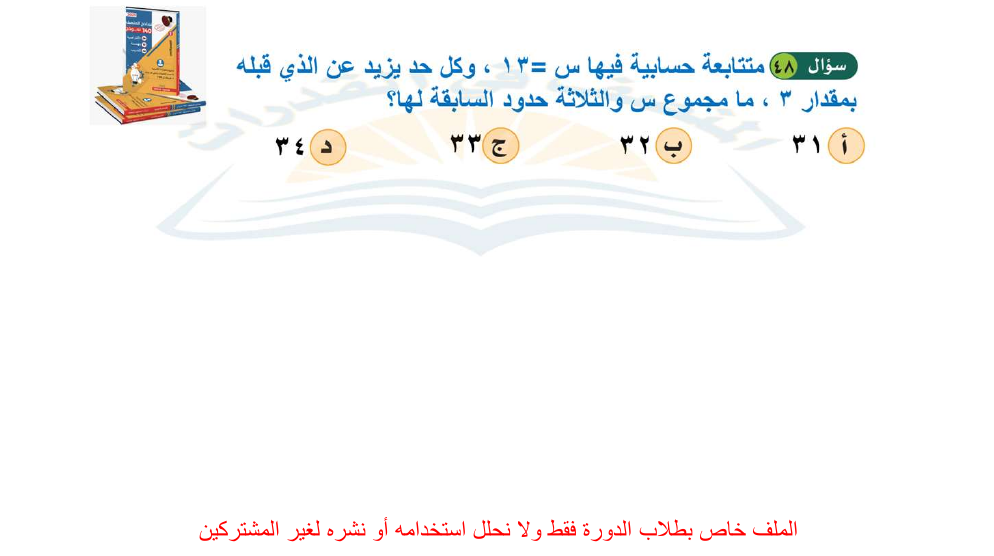 سؤال ٤٨ متتابعة حسابية فيها س =١٣ ، وكل حد يزيد عن الذي قبله
بمقدار ٣ ، ما مجموع س والثلاثة حدود السابقة لها؟
أ ٣١ ب ٣٢ ج ٣٣ د ٣٤
الملف خاص بطلاب الدورة فقط ولا نحلل استخدامه أو نشره لغير المشتركين